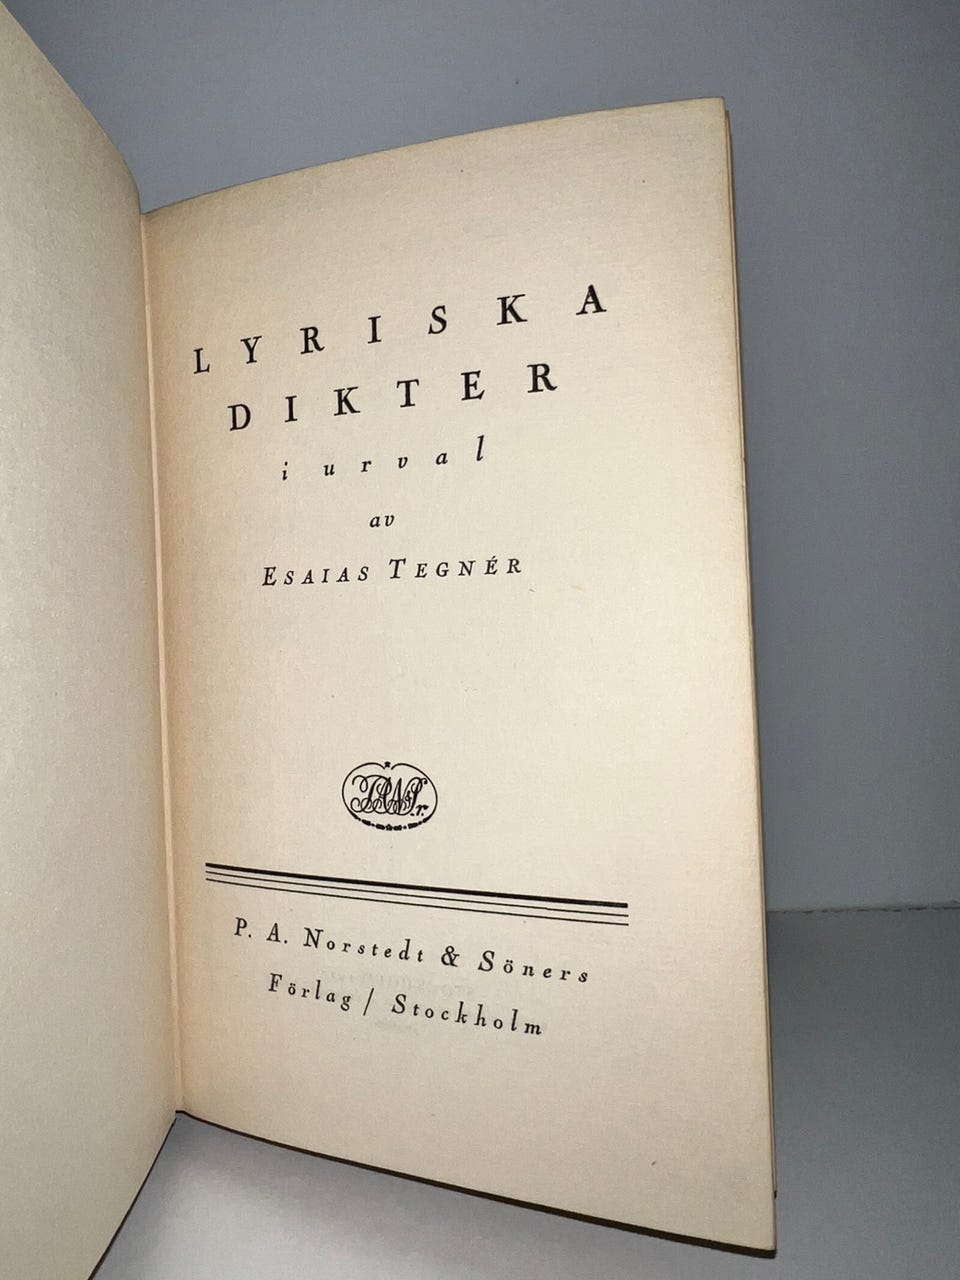 LYRISKA
DIKTER
i urval
av
ESAIAS TEGNÉR
P. A. Norstedt & Söners
Förlag / Stockholm